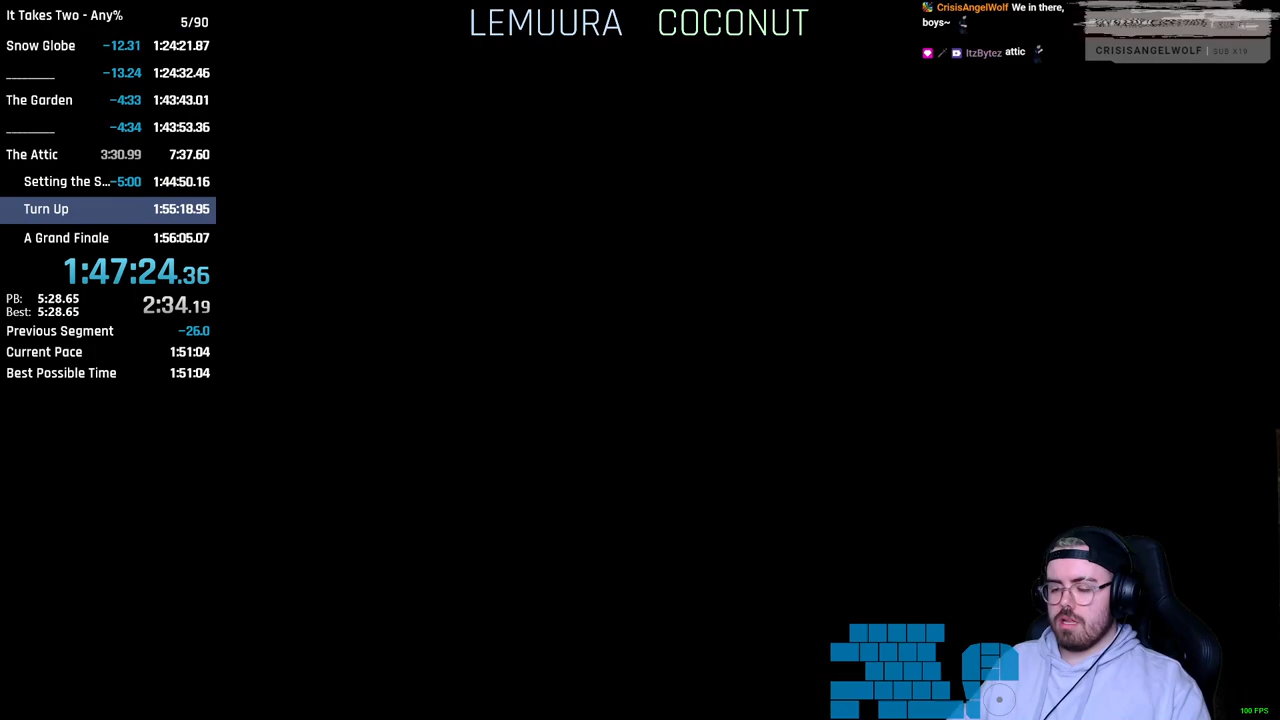 It Takes Two - Any%
5/90
Snow Globe -12.31 1:24:21.87
________ -13.24 1:24:32.46
The Garden -4:33 1:43:43.01
________ -4:34 1:43:53.36
The Attic 3:30.99 7:37.60
Setting the S... -5:00 1:44:50.16
Turn Up 1:55:18.95
A Grand Finale 1:56:05.07
1:47:24.36
PB: 5:28.65
Best: 5:28.65
2:34.19
Previous Segment -26.0
Current Pace 1:51:04
Best Possible Time 1:51:04
LEMUURA COCONUT
CrisisAngelWolf We in there,
boys~
ItzBytez attic
CRISISANGELWOLF | SUB X19
100 FPS